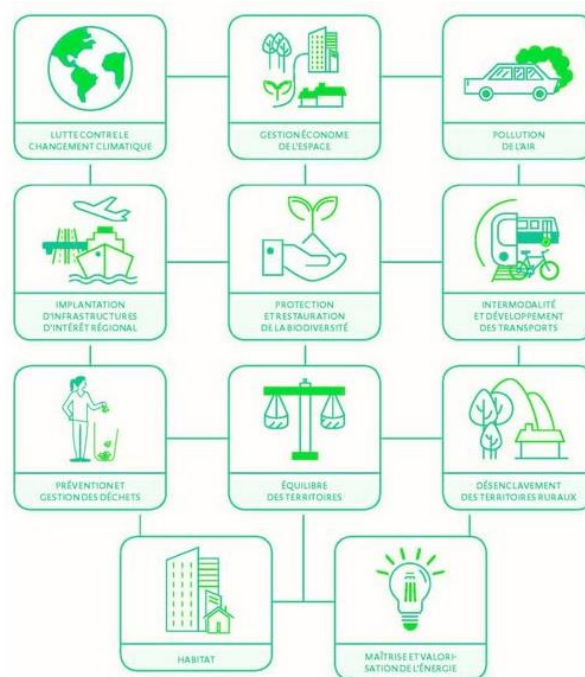 LUTTE CONTRE LE
CHANGEMENT CLIMATIQUE
GESTION ÉCONOME
DE L'ESPACE
POLLUTION
DE L'AIR
IMPLANTATION
D'INFRASTRUCTURES
D'INTÉRÊT RÉGIONAL
PROTECTION
ET RESTAURATION
DE LA BIODIVERSITÉ
INTERMODALITÉ
ET DÉVELOPPEMENT
DES TRANSPORTS
PRÉVENTION ET
GESTION DES DÉCHETS
ÉQUILIBRE
DES TERRITOIRES
DÉSENCLAVEMENT
DES TERRITOIRES RURAUX
HABITAT
MAÎTRISE ET VALORI-
SATION DE L'ÉNERGIE